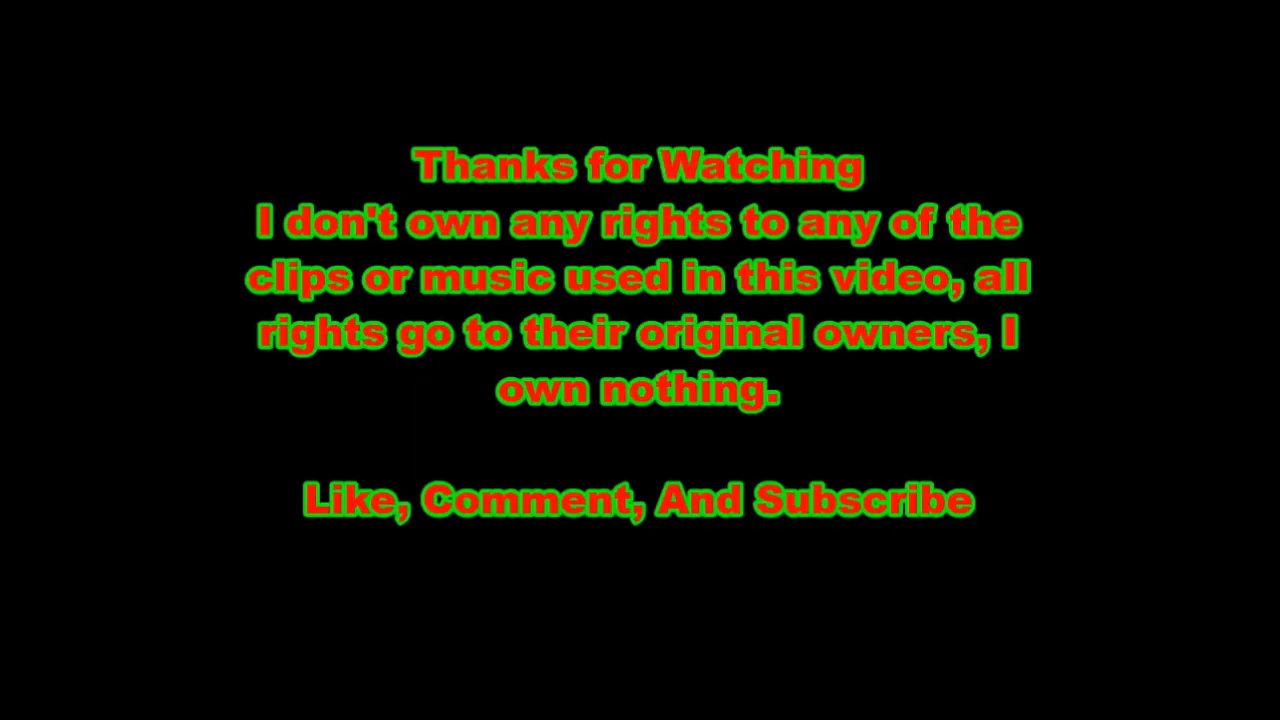 Thanks for Watching
I don't own any rights to any of the
clips or music used in this video, all
rights go to their original owners, I
own nothing.
Like, Comment, And Subscribe